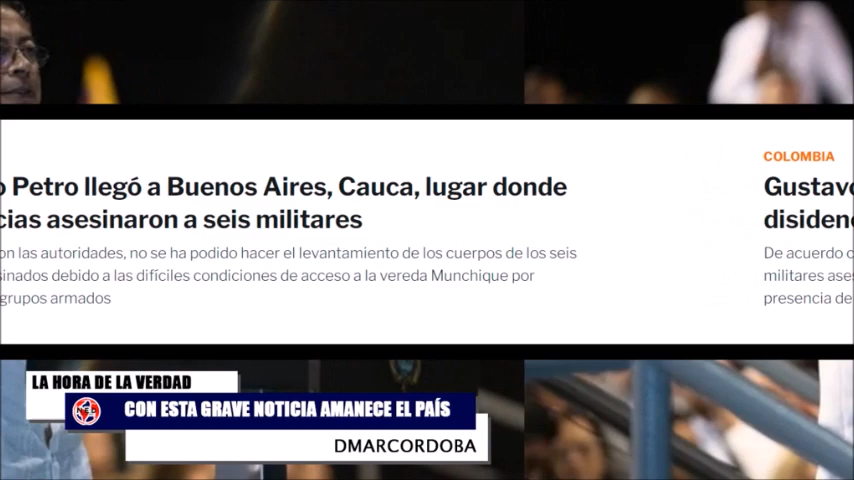 o Petro llegó a Buenos Aires, Cauca, lugar donde
cias asesinaron a seis militares
on las autoridades, no se ha podido hacer el levantamiento de los cuerpos de los seis
sinados debido a las difíciles condiciones de acceso a la vereda Munchique por
grupos armados
COLOMBIA
Gustavo
disiden
De acuerdo c
militares ase
presencia de
LA HORA DE LA VERDAD
CON ESTA GRAVE NOTICIA AMANECE EL PAÍS
DMARCORDOBA